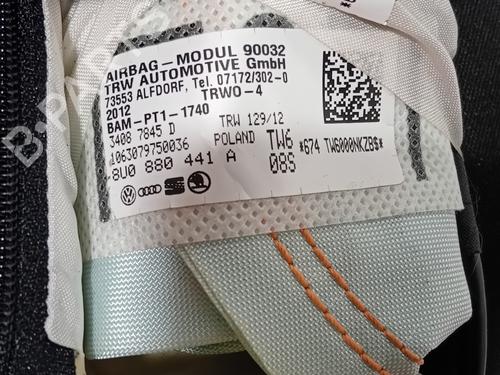 AIRBAG-MODUL 90032
TRW AUTOMOTIVE GmbH
73553 ALFDORF, Tel. 07172/302-0
2012 TRWO-4
BAM-PT1-1740
3408 7845 D TRW 129/12
1063079750036 POLAND TW6
8U0 880 441 A 08S
*674 TW6000NKZB$*